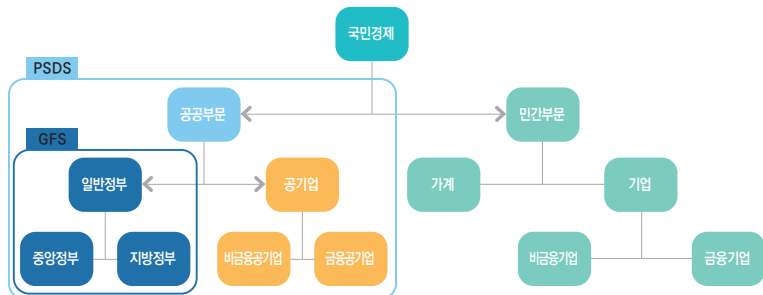 국민경제
PSDS
공공부문
민간부문
GFS
일반정부
공기업
가계
기업
중앙정부
지방정부
비금융공기업
금융공기업
비금융기업
금융기업